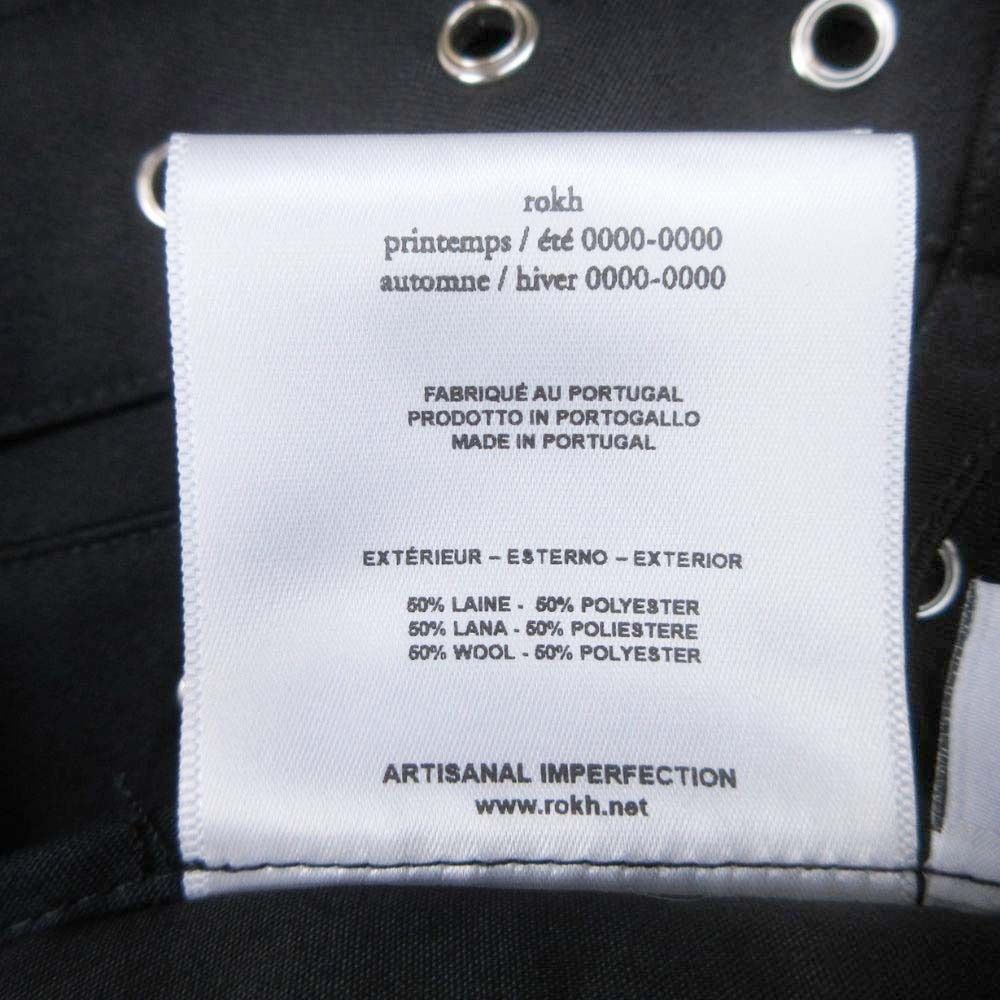 rokh
printemps / été 0000-0000
automne / hiver 0000-0000
FABRIQUÉ AU PORTUGAL
PRODOTTO IN PORTOGALLO
MADE IN PORTUGAL
EXTÉRIEUR – ESTERNO – EXTERIOR
50% LAINE - 50% POLYESTER
50% LANA - 50% POLIESTERE
50% WOOL - 50% POLYESTER
ARTISANAL IMPERFECTION
www.rokh.net